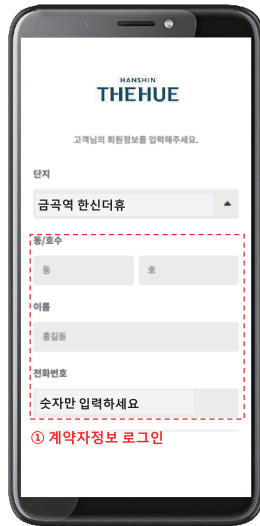 HANSHIN
THEHUE
고객님의 회원정보를 입력해주세요.
단지
금곡역 한신더휴
동/호수
동 호
이름
홍길동
전화번호
숫자만 입력하세요
① 계약자정보 로그인